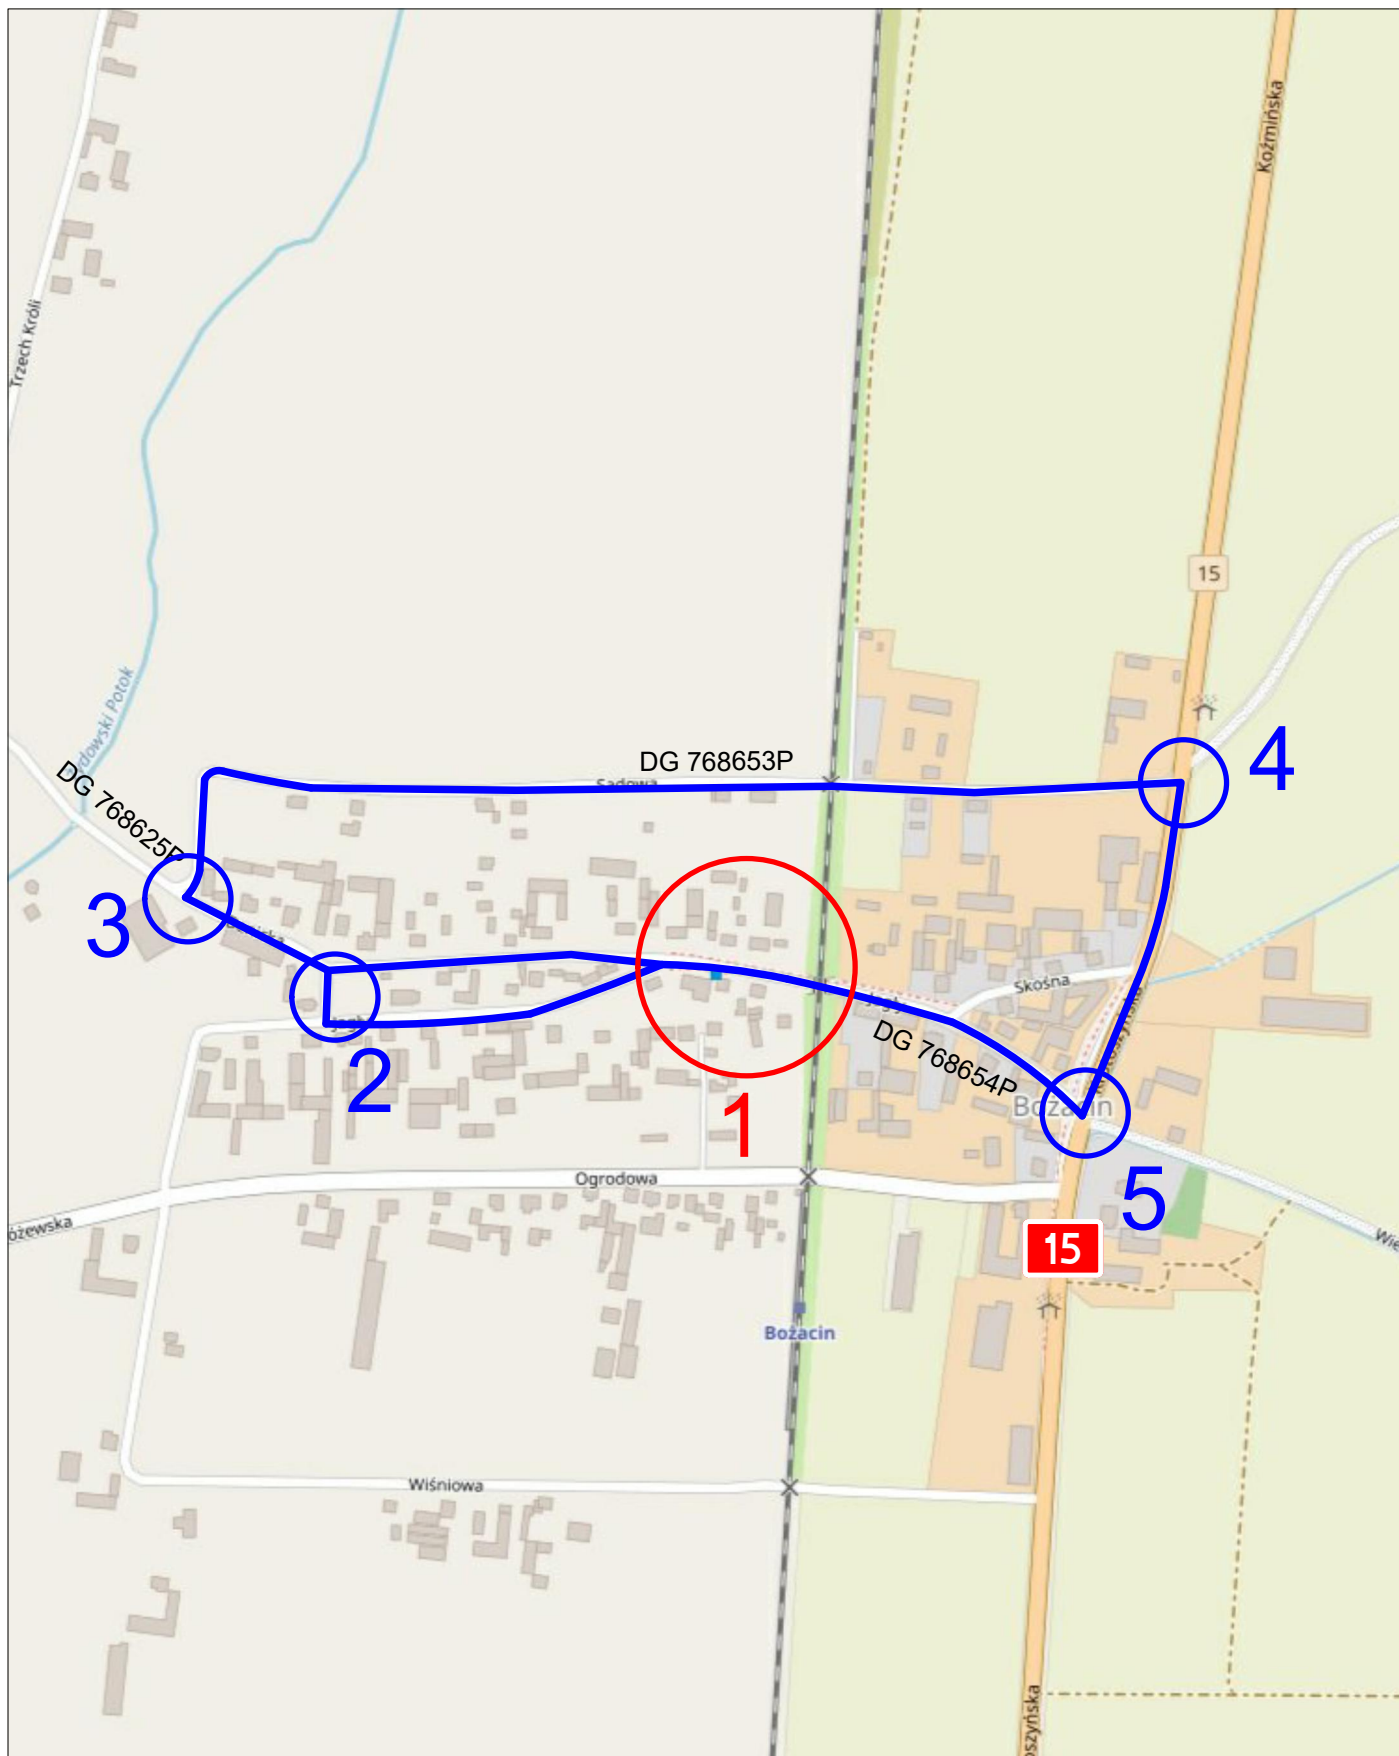 Koźmińska
Trzech Króli
15
4
DG 768653P
Sadowa
DG 768625P
3
Skośna
DG 768654P
2
1
Bożacin
5
Ogrodowa
15
Bożacin
Wiśniowa